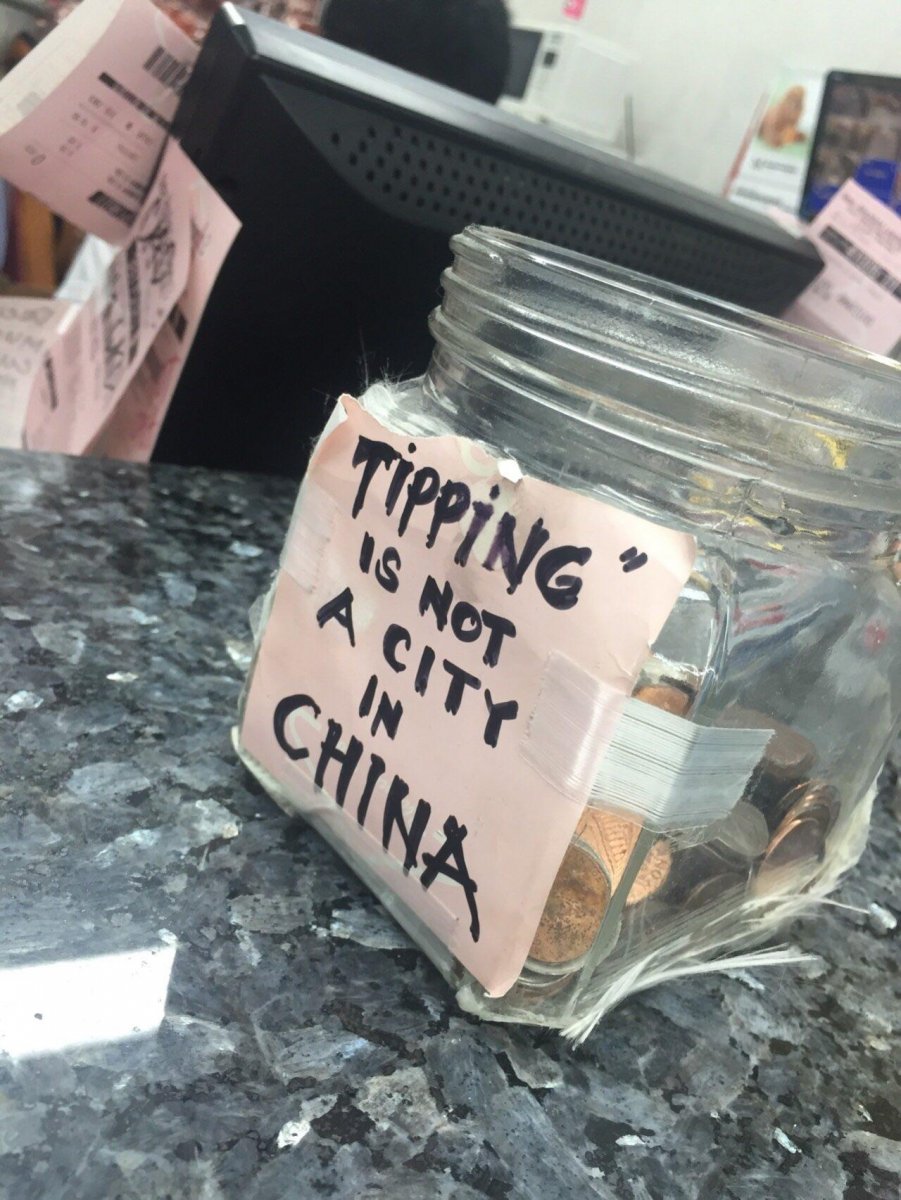 TiPPiNG "
IS NOT
A CITY
IN
CHINA